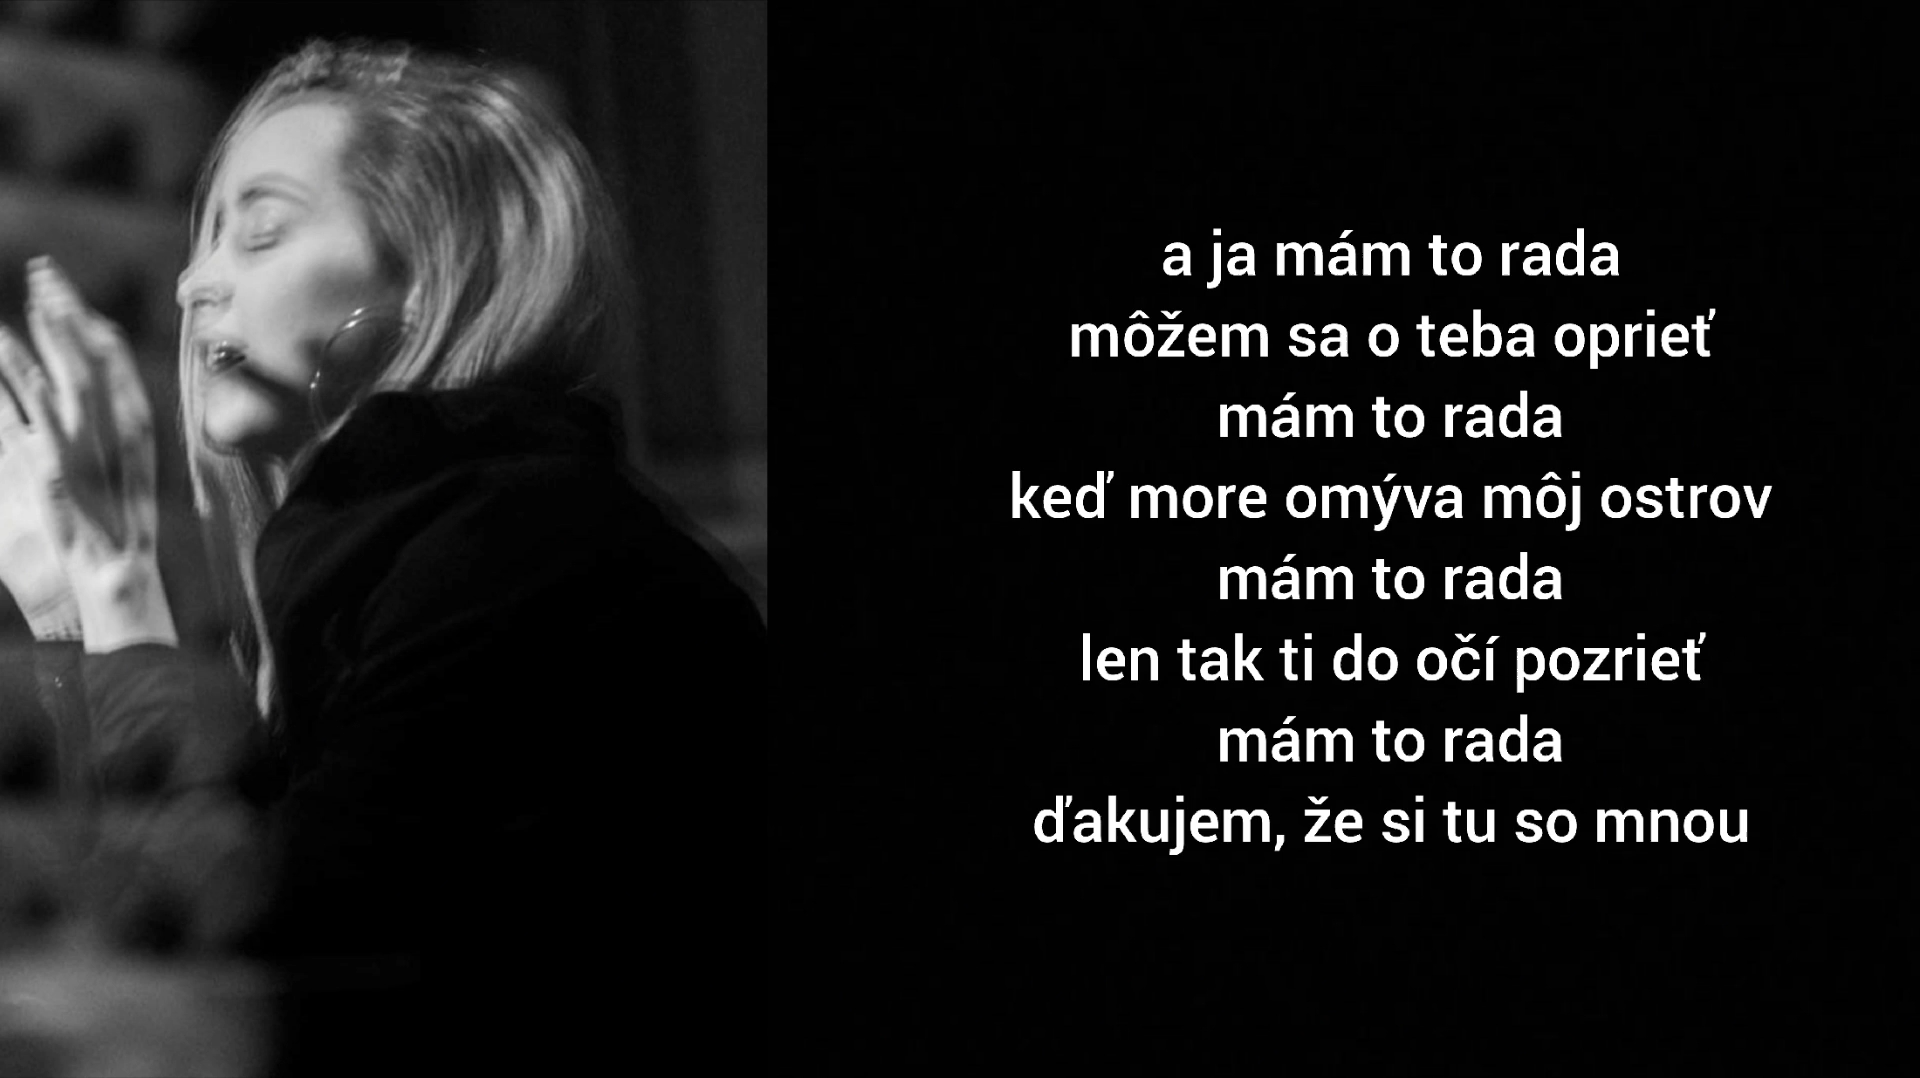 a ja mám to rada
môžem sa o teba oprieť
mám to rada
keď more omýva môj ostrov
mám to rada
len tak ti do očí pozrieť
mám to rada
ďakujem, že si tu so mnou